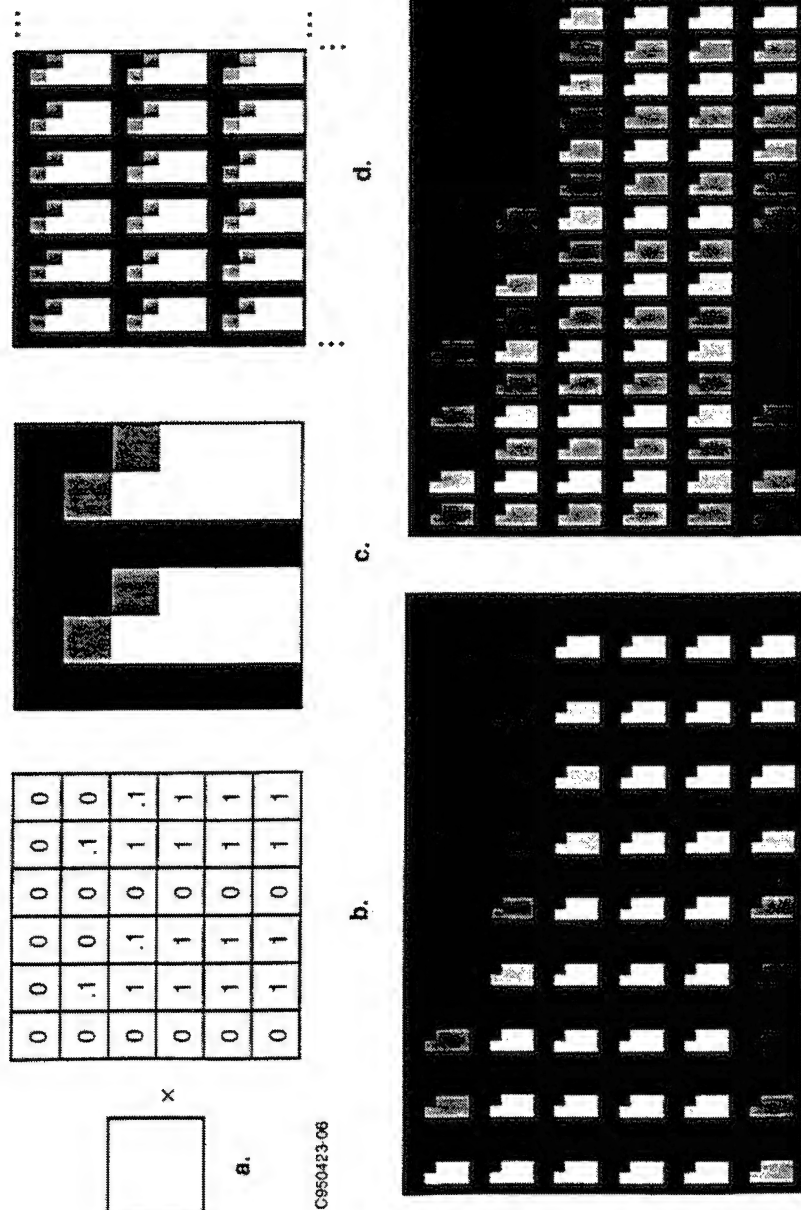 a.
×
0 0 0 0 0 0
0 .1 0 0 .1 0
0 1 .1 0 1 .1
0 1 1 0 1 1
0 1 1 0 1 1
0 1 1 0 1 1
b.
c.
d.
C950423-06